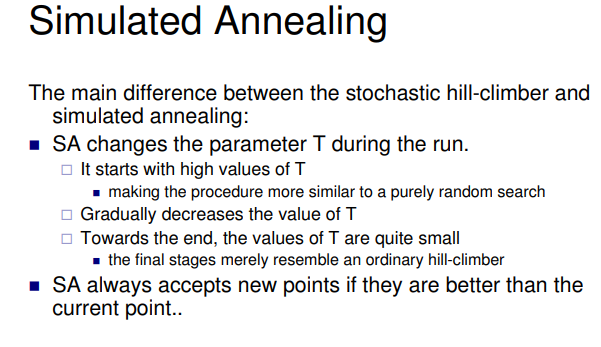 Simulated Annealing
The main difference between the stochastic hill-climber and
simulated annealing:
SA changes the parameter T during the run.
It starts with high values of T
making the procedure more similar to a purely random search
Gradually decreases the value of T
Towards the end, the values of T are quite small
the final stages merely resemble an ordinary hill-climber
SA always accepts new points if they are better than the
current point..